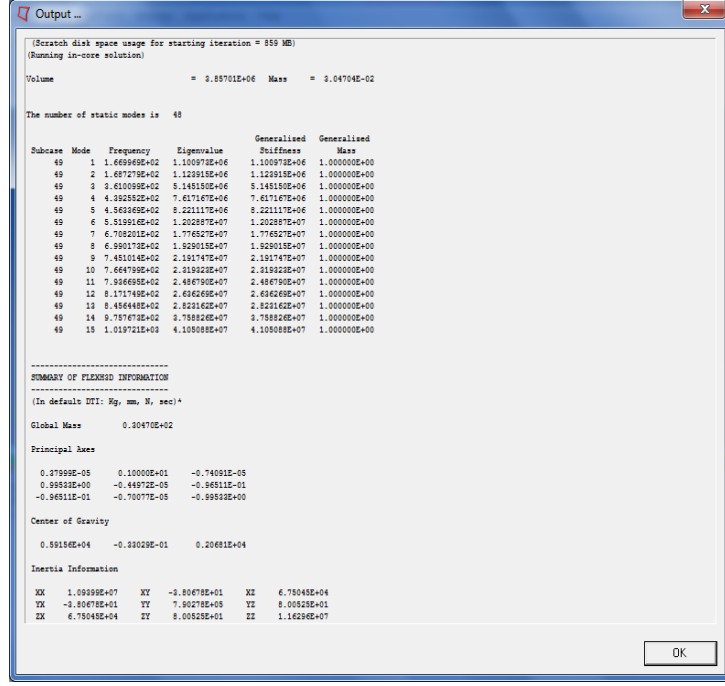 Output ...
(Scratch disk space usage for starting iteration = 859 MB)
(Running in-core solution)
Volume = 3.85701E+06 Mass = 3.04704E-02
The number of static modes is 48
Generalized Generalized
Subcase Mode Frequency Eigenvalue Stiffness Mass
49 1 1.669969E+02 1.100973E+06 1.100973E+06 1.000000E+00
49 2 1.687279E+02 1.123915E+06 1.123915E+06 1.000000E+00
49 3 3.610099E+02 5.145150E+06 5.145150E+06 1.000000E+00
49 4 4.392552E+02 7.617167E+06 7.617167E+06 1.000000E+00
49 5 4.563369E+02 8.221117E+06 8.221117E+06 1.000000E+00
49 6 5.519916E+02 1.202887E+07 1.202887E+07 1.000000E+00
49 7 6.708201E+02 1.776527E+07 1.776527E+07 1.000000E+00
49 8 6.990173E+02 1.929015E+07 1.929015E+07 1.000000E+00
49 9 7.451014E+02 2.191747E+07 2.191747E+07 1.000000E+00
49 10 7.664799E+02 2.319323E+07 2.319323E+07 1.000000E+00
49 11 7.936695E+02 2.486790E+07 2.486790E+07 1.000000E+00
49 12 8.171749E+02 2.636269E+07 2.636269E+07 1.000000E+00
49 13 8.456448E+02 2.823162E+07 2.823162E+07 1.000000E+00
49 14 9.757673E+02 3.758826E+07 3.758826E+07 1.000000E+00
49 15 1.019721E+03 4.105088E+07 4.105088E+07 1.000000E+00
------------------------------
SUMMARY OF FLEXH3D INFORMATION
------------------------------
(In default DTI: Kg, mm, N, sec)*
Global Mass 0.30470E+02
Principal Axes
0.37999E-05 0.10000E+01 -0.74091E-05
0.99533E+00 -0.44972E-05 -0.96511E-01
-0.96511E-01 -0.70077E-05 -0.99533E+00
Center of Gravity
0.59156E+04 -0.33029E-01 0.20681E+04
Inertia Information
XX 1.09399E+07 XY -3.80678E+01 XZ 6.75045E+04
YX -3.80678E+01 YY 7.90278E+05 YZ 8.00525E+01
ZX 6.75045E+04 ZY 8.00525E+01 ZZ 1.16296E+07
OK